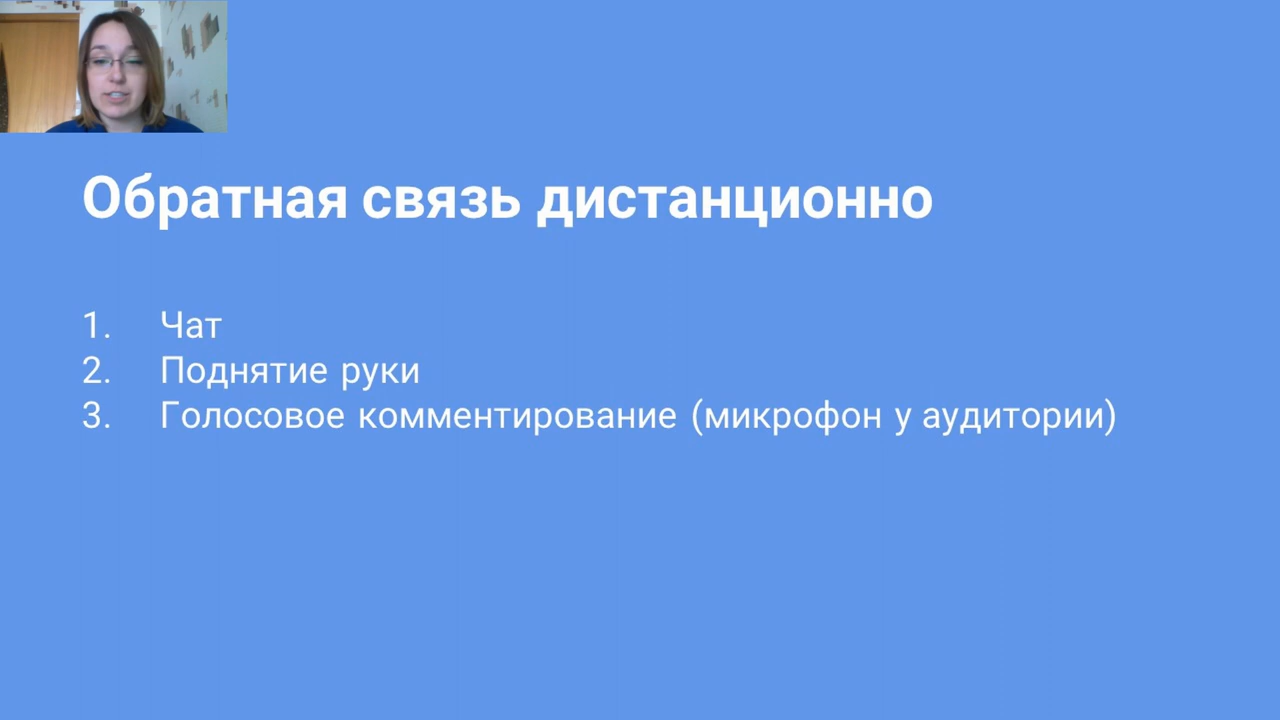 Обратная связь дистанционно
1. Чат
2. Поднятие руки
3. Голосовое комментирование (микрофон у аудитории)